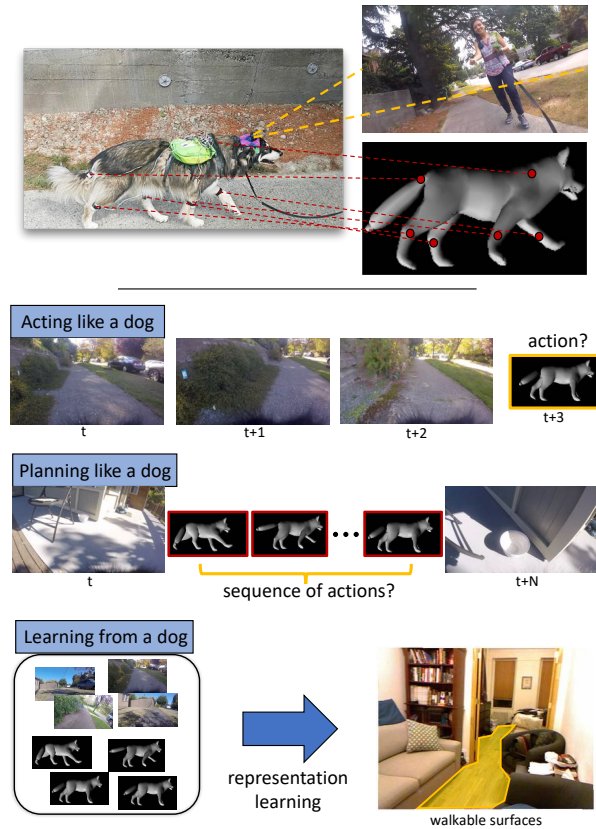 Acting like a dog
action?
t
t+1
t+2
t+3
Planning like a dog
t
t+N
sequence of actions?
Learning from a dog
representation
learning
walkable surfaces